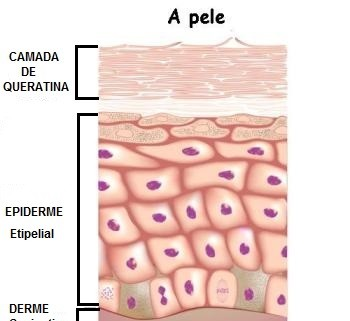 A pele
CAMADA
DE
QUERATINA
EPIDERME
Etipelial
DERME